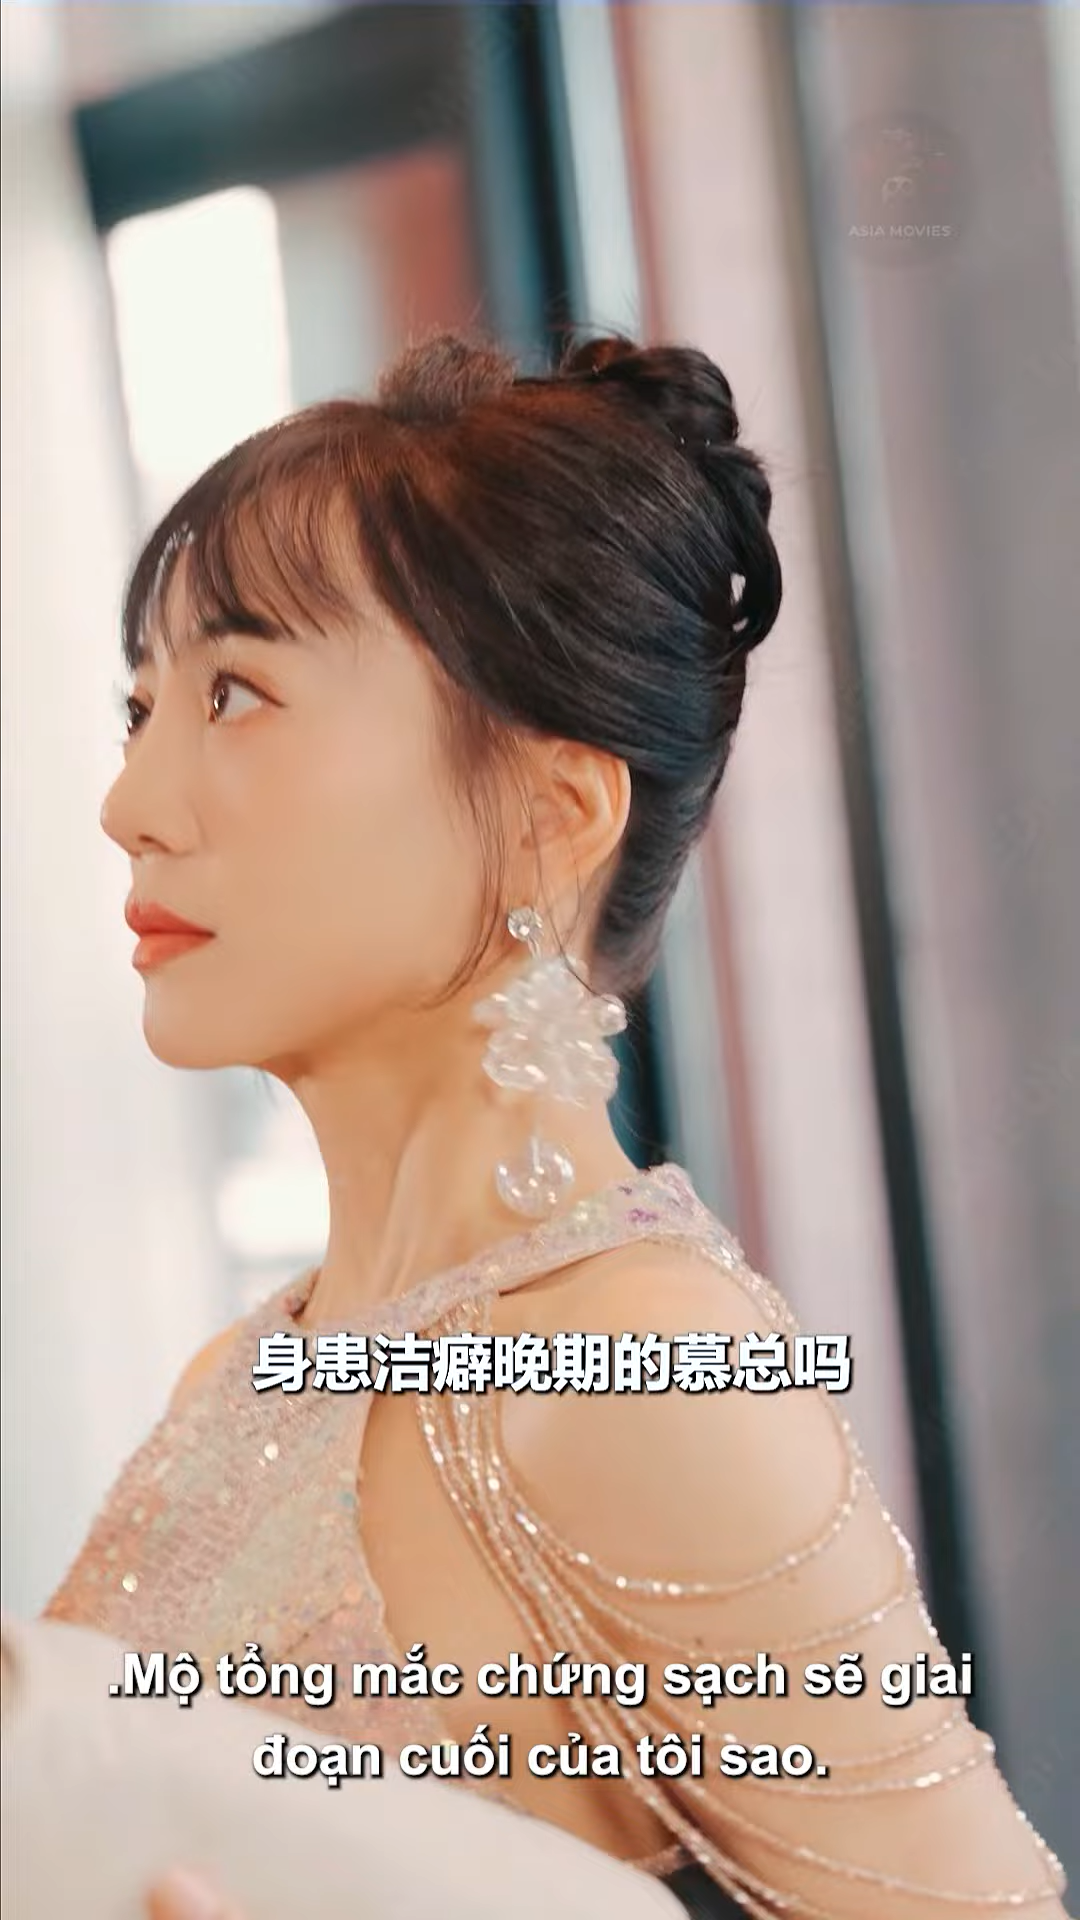 ASIA MOVIES
身患洁癖晚期的慕总吗
.Mộ tổng mắc chứng sạch sẽ giai
đoạn cuối của tôi sao.